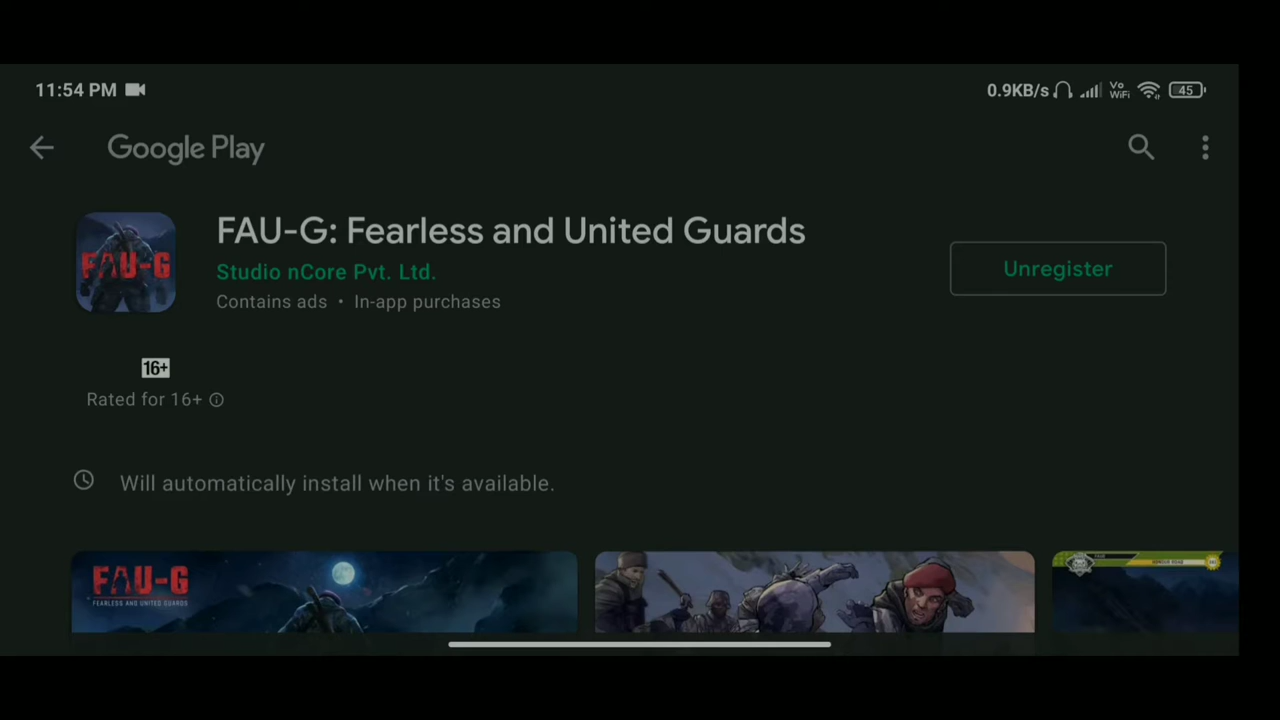 11:54 PM
0.9KB/s Vo WiFi 45
Google Play
FAU-G: Fearless and United Guards
FAU-G
Studio nCore Pvt. Ltd.
Unregister
Contains ads • In-app purchases
16+
Rated for 16+
Will automatically install when it's available.
FAU-G
FEARLESS AND UNITED GUARDS